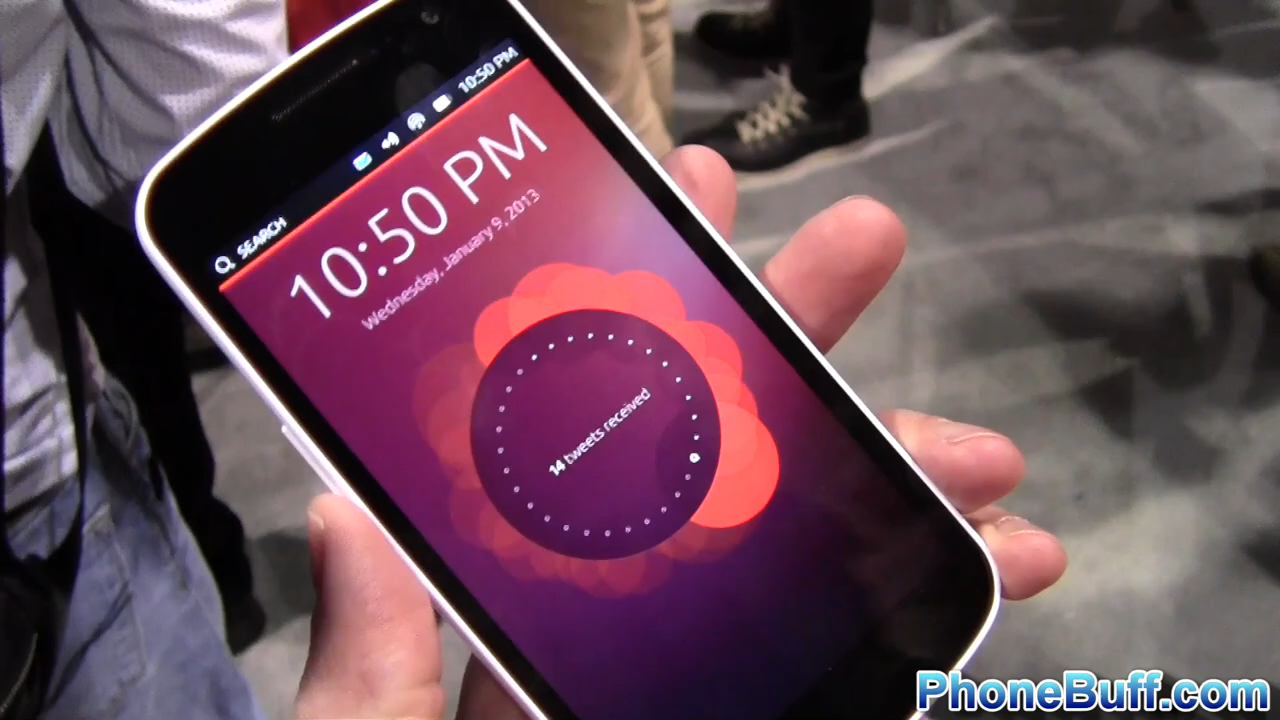 10:50 PM
SEARCH
10:50 PM
Wednesday, January 9, 2013
14 tweets received
PhoneBuff.com